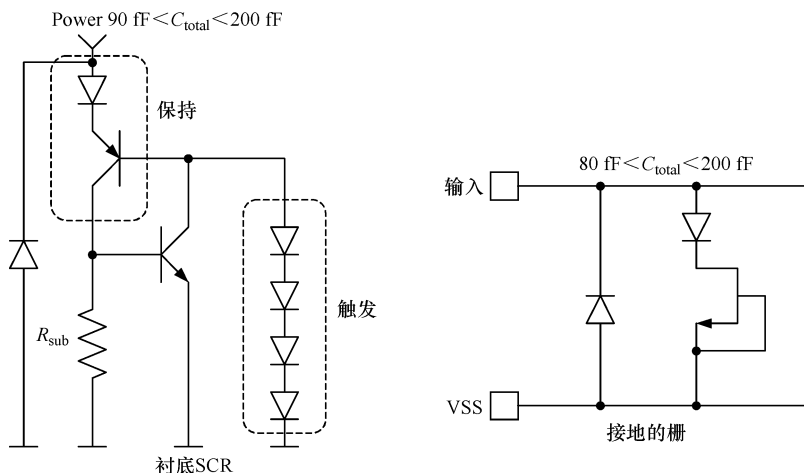 Power 90 fF＜Ctotal＜200 fF
保持
触发
Rsub
衬底SCR
80 fF＜Ctotal＜200 fF
输入
VSS
接地的栅